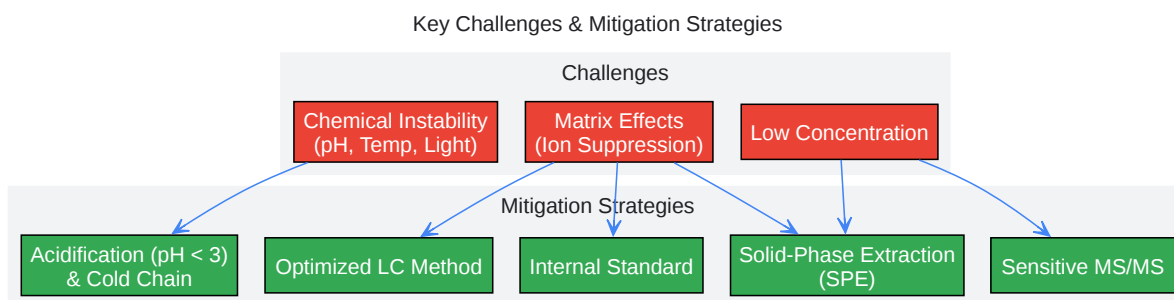 Key Challenges & Mitigation Strategies
Challenges
Chemical Instability
(pH, Temp, Light)
Matrix Effects
(Ion Suppression)
Low Concentration
Mitigation Strategies
Acidification (pH < 3)
& Cold Chain
Optimized LC Method
Internal Standard
Solid-Phase Extraction
(SPE)
Sensitive MS/MS